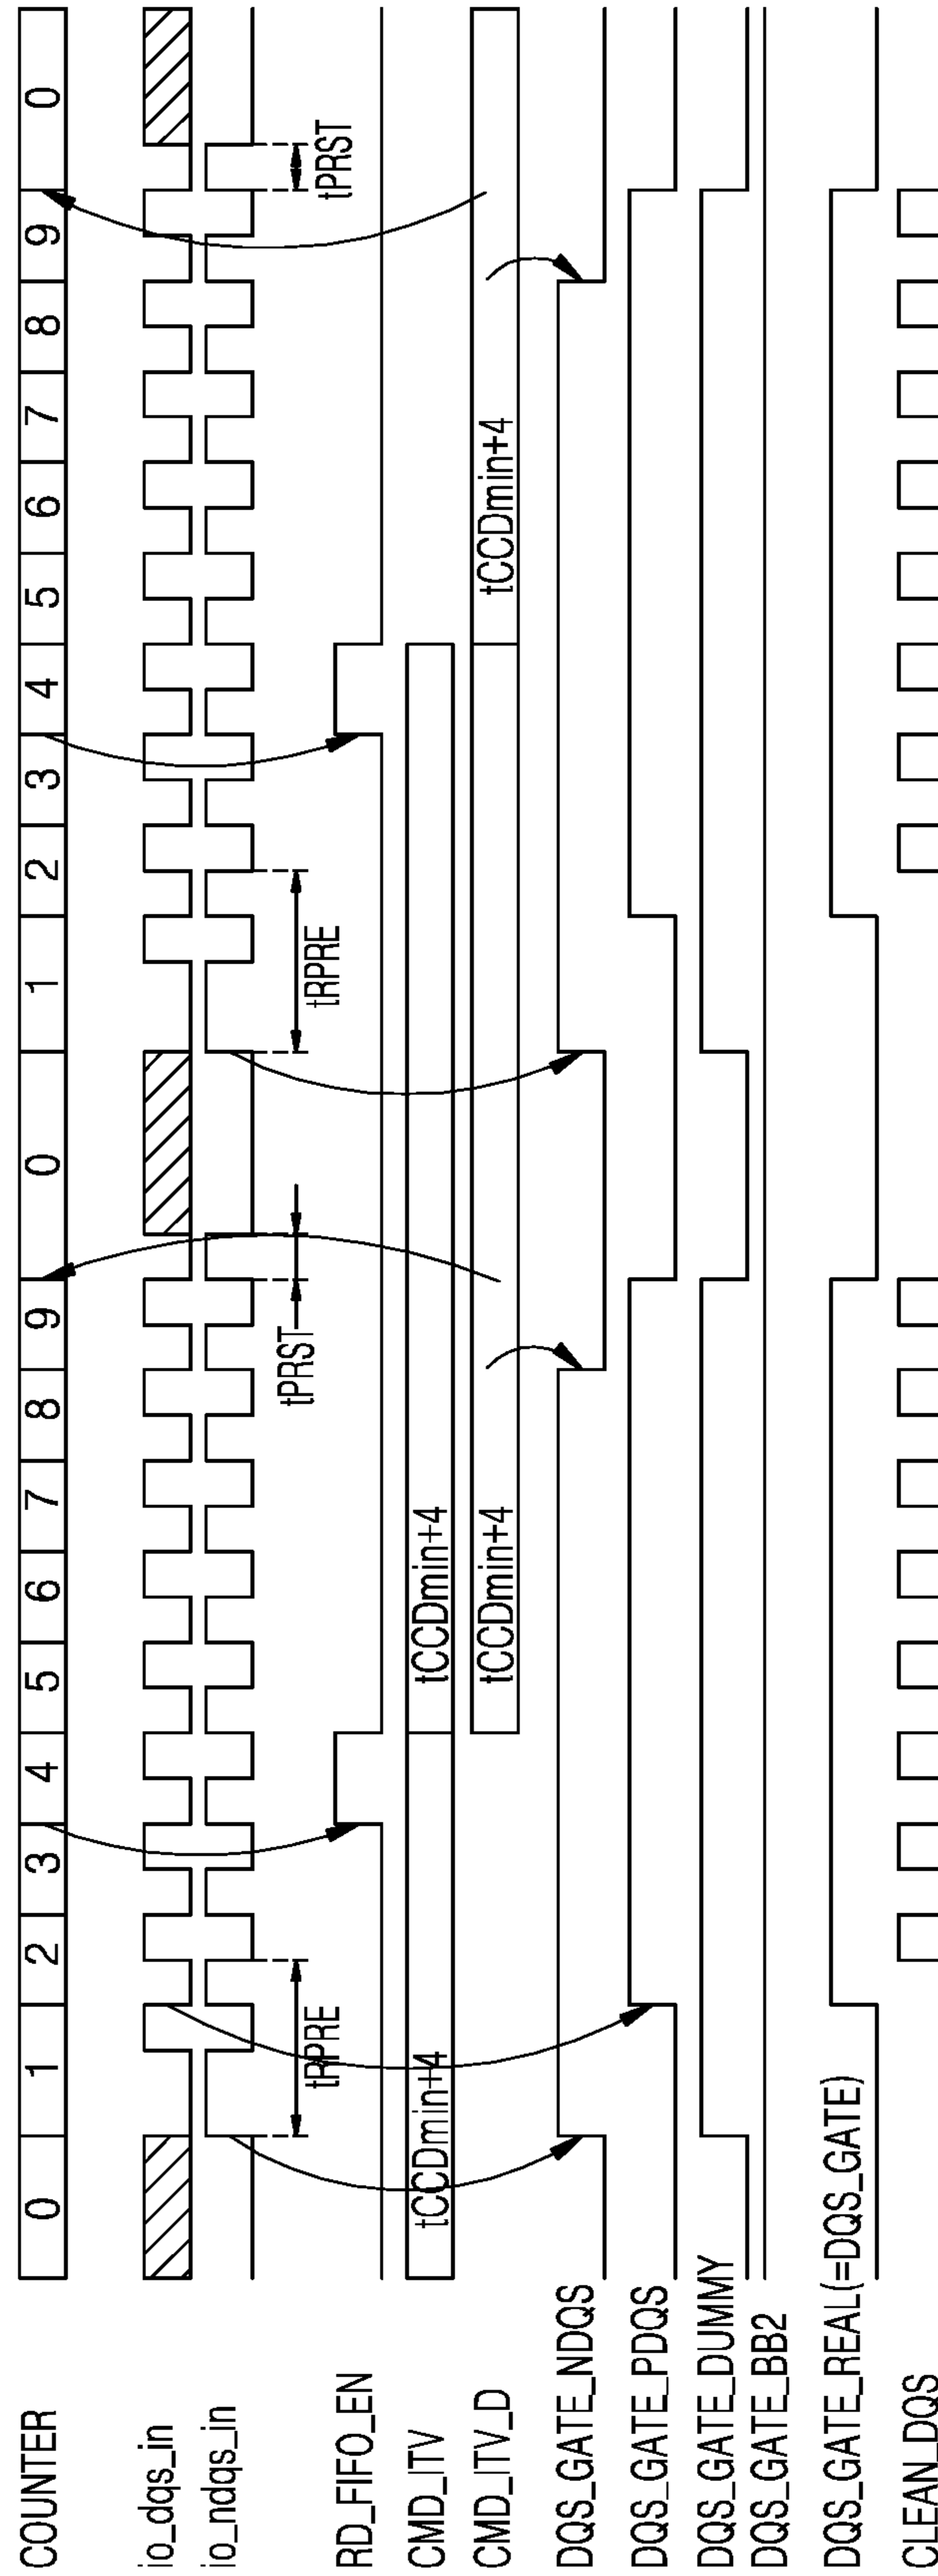 COUNTER 0 1 2 3 4 5 6 7 8 9 0 1 2 3 4 5 6 7 8 9 0
io_dqs_in
io_ndqs_in
tRPRE tPRST tRPRE tPRST
RD_FIFO_EN
CMD_ITV tCCDmin+4 tCCDmin+4
CMD_ITV_D tCCDmin+4 tCCDmin+4
DQS_GATE_NDQS
DQS_GATE_PDQS
DQS_GATE_DUMMY
DQS_GATE_BB2
DQS_GATE_REAL(=DQS_GATE)
CLEAN_DQS